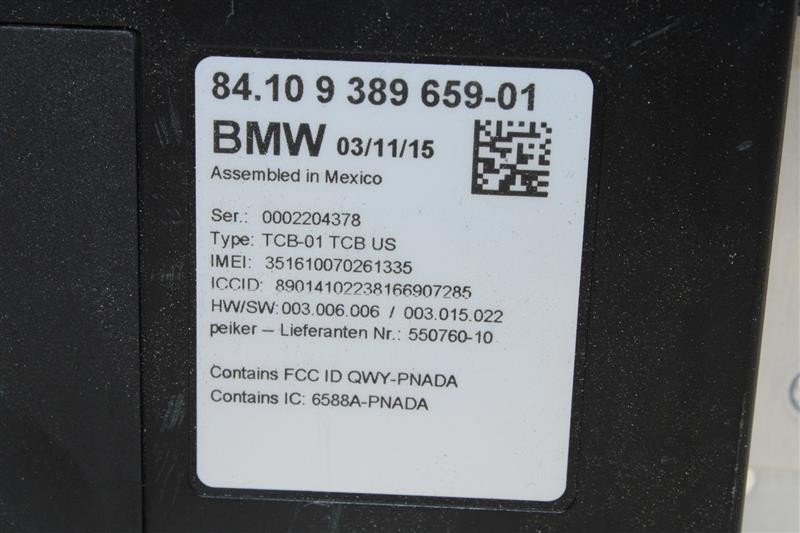 84.10 9 389 659-01
BMW 03/11/15
Assembled in Mexico
Ser.: 0002204378
Type: TCB-01 TCB US
IMEI: 351610070261335
ICCID: 89014102238166907285
HW/SW: 003.006.006 / 003.015.022
peiker – Lieferanten Nr.: 550760-10
Contains FCC ID QWY-PNADA
Contains IC: 6588A-PNADA